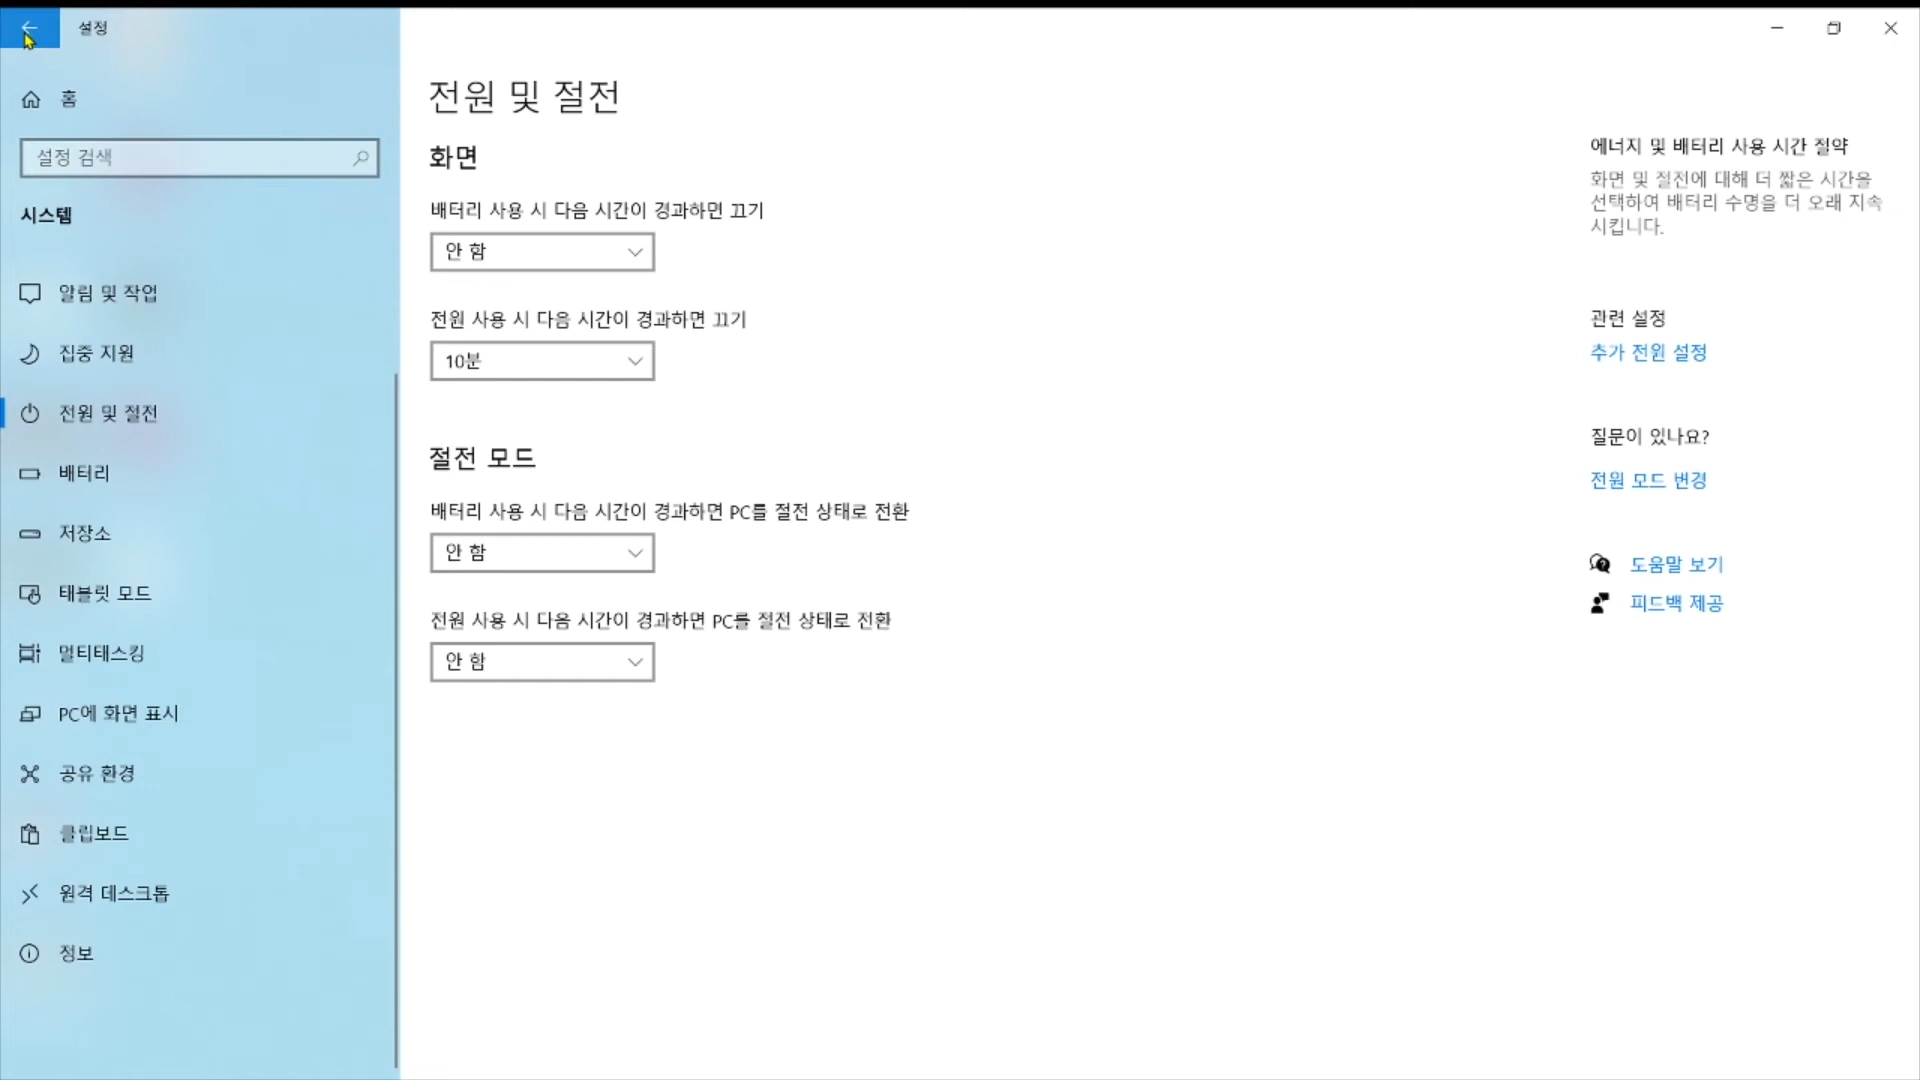 설정
홈
설정 검색
시스템
알림 및 작업
집중 지원
전원 및 절전
배터리
저장소
태블릿 모드
멀티태스킹
PC에 화면 표시
공유 환경
클립보드
원격 데스크톱
정보
전원 및 절전
화면
배터리 사용 시 다음 시간이 경과하면 끄기
안 함
전원 사용 시 다음 시간이 경과하면 끄기
10분
절전 모드
배터리 사용 시 다음 시간이 경과하면 PC를 절전 상태로 전환
안 함
전원 사용 시 다음 시간이 경과하면 PC를 절전 상태로 전환
안 함
에너지 및 배터리 사용 시간 절약
화면 및 절전에 대해 더 짧은 시간을
선택하여 배터리 수명을 더 오래 지속
시킵니다.
관련 설정
추가 전원 설정
질문이 있나요?
전원 모드 변경
도움말 보기
피드백 제공